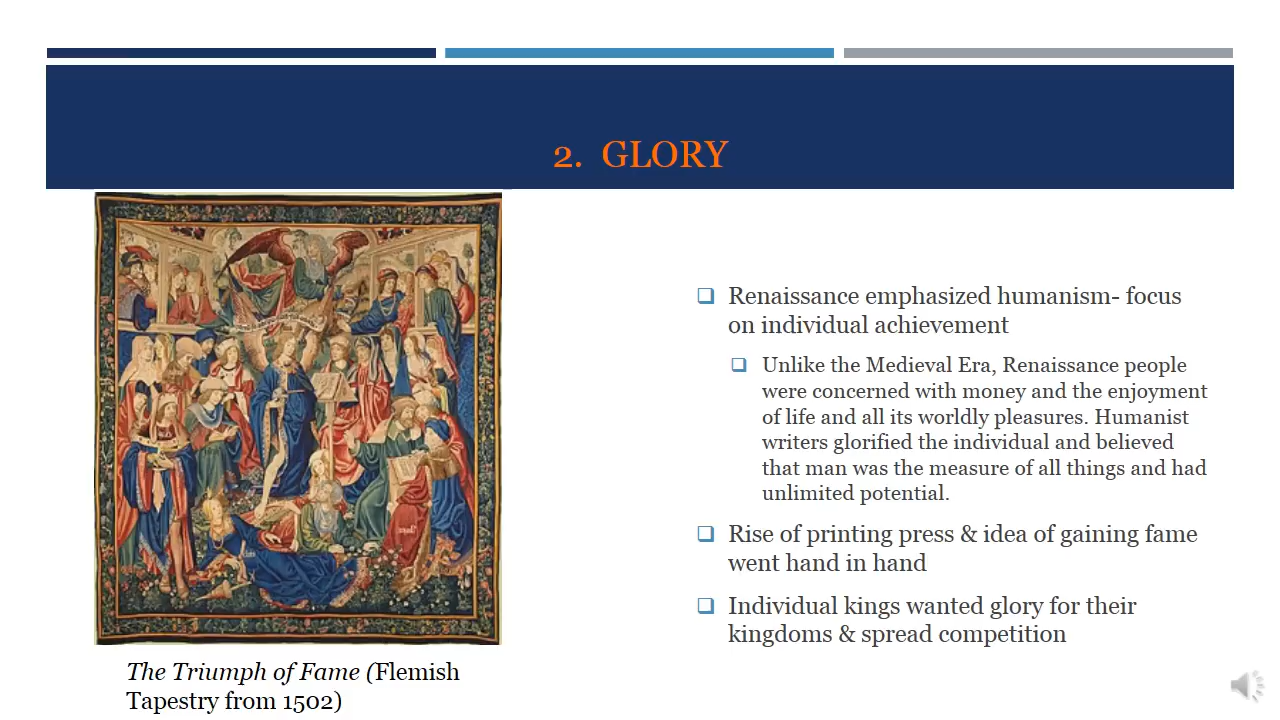 2. GLORY
Renaissance emphasized humanism- focus
on individual achievement
Unlike the Medieval Era, Renaissance people
were concerned with money and the enjoyment
of life and all its worldly pleasures. Humanist
writers glorified the individual and believed
that man was the measure of all things and had
unlimited potential.
Rise of printing press & idea of gaining fame
went hand in hand
Individual kings wanted glory for their
kingdoms & spread competition
The Triumph of Fame (Flemish
Tapestry from 1502)